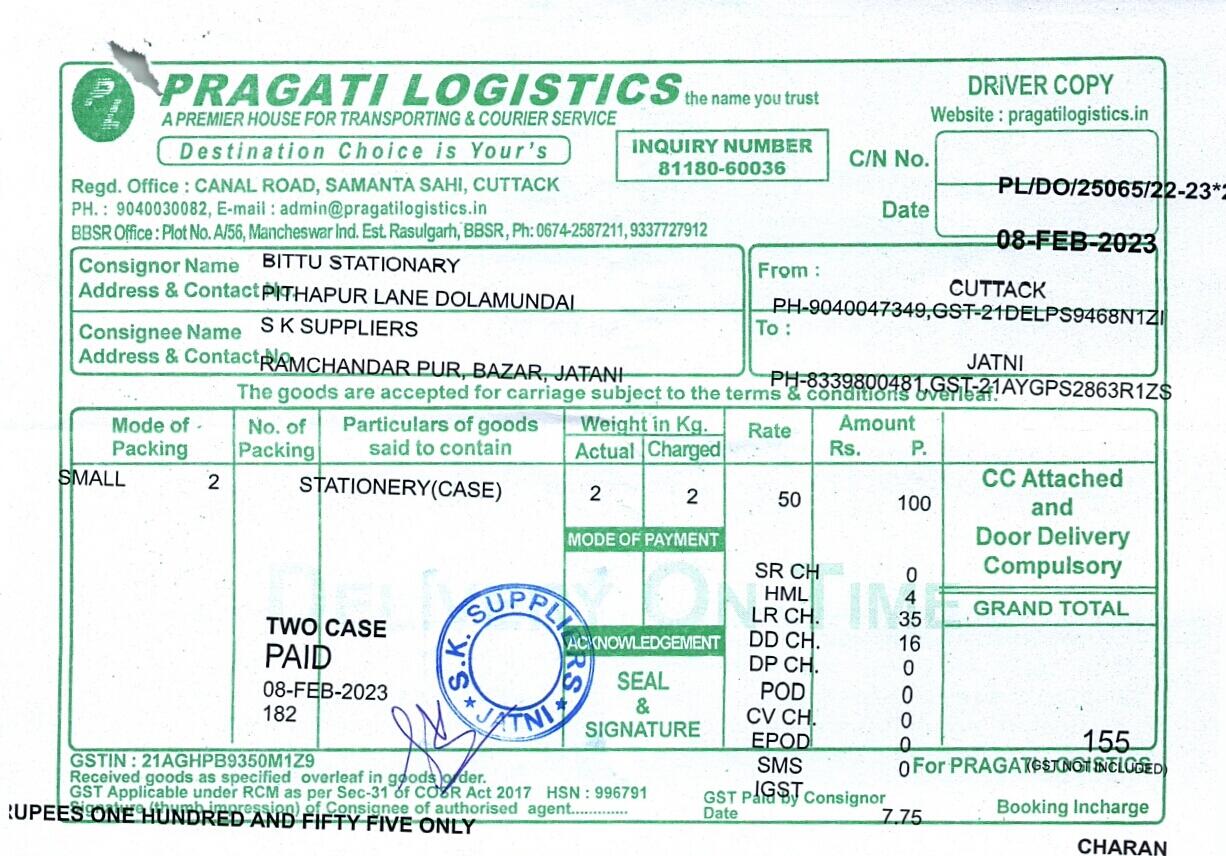 PL
PRAGATI LOGISTICS the name you trust
A PREMIER HOUSE FOR TRANSPORTING & COURIER SERVICE
Destination Choice is Your's
INQUIRY NUMBER
81180-60036
DRIVER COPY
Website : pragatilogistics.in
C/N No.
PL/DO/25065/22-23*2
Date
08-FEB-2023
Regd. Office : CANAL ROAD, SAMANTA SAHI, CUTTACK
PH. : 9040030082, E-mail : admin@pragatilogistics.in
BBSR Office : Plot No. A/56, Mancheswar Ind. Est. Rasulgarh, BBSR, Ph: 0674-2587211, 9337727912
Consignor Name BITTU STATIONARY
Address & Contact No. PITHAPUR LANE DOLAMUNDAI
From :
CUTTACK
PH-9040047349,GST-21DELPS9468N1ZI
Consignee Name S K SUPPLIERS
Address & Contact No. RAMCHANDAR PUR, BAZAR, JATANI
To :
JATNI
PH-8339800481,GST-21AYGPS2863R1ZS
The goods are accepted for carriage subject to the terms & conditions overleaf.
Mode of Packing No. of Packing Particulars of goods said to contain Weight in Kg. Actual Charged Rate Amount Rs. P.
SMALL 2 STATIONERY(CASE) 2 2 50 100
CC Attached
and
Door Delivery
Compulsory
MODE OF PAYMENT
DELIVERY ON TIME
SR CH 0
HML 4
LR CH. 35
DD CH. 16
DP CH. 0
POD 0
CV CH. 0
EPOD 0
SMS 0
IGST 7.75
GRAND TOTAL
155
(GST NOT INCLUDED)
TWO CASE
PAID
08-FEB-2023
182
S.K. SUPPLIERS
JATNI
ACKNOWLEDGEMENT
SEAL
&
SIGNATURE
GSTIN : 21AGHPB9350M1Z9
Received goods as specified overleaf in goods order.
GST Applicable under RCM as per Sec-31 of CGSR Act 2017 HSN : 996791
Signature (thumb impression) of Consignee of authorised agent.............
RUPEES ONE HUNDRED AND FIFTY FIVE ONLY
GST Paid by Consignor
Date
For PRAGATI LOGISTICS
Booking Incharge
CHARAN